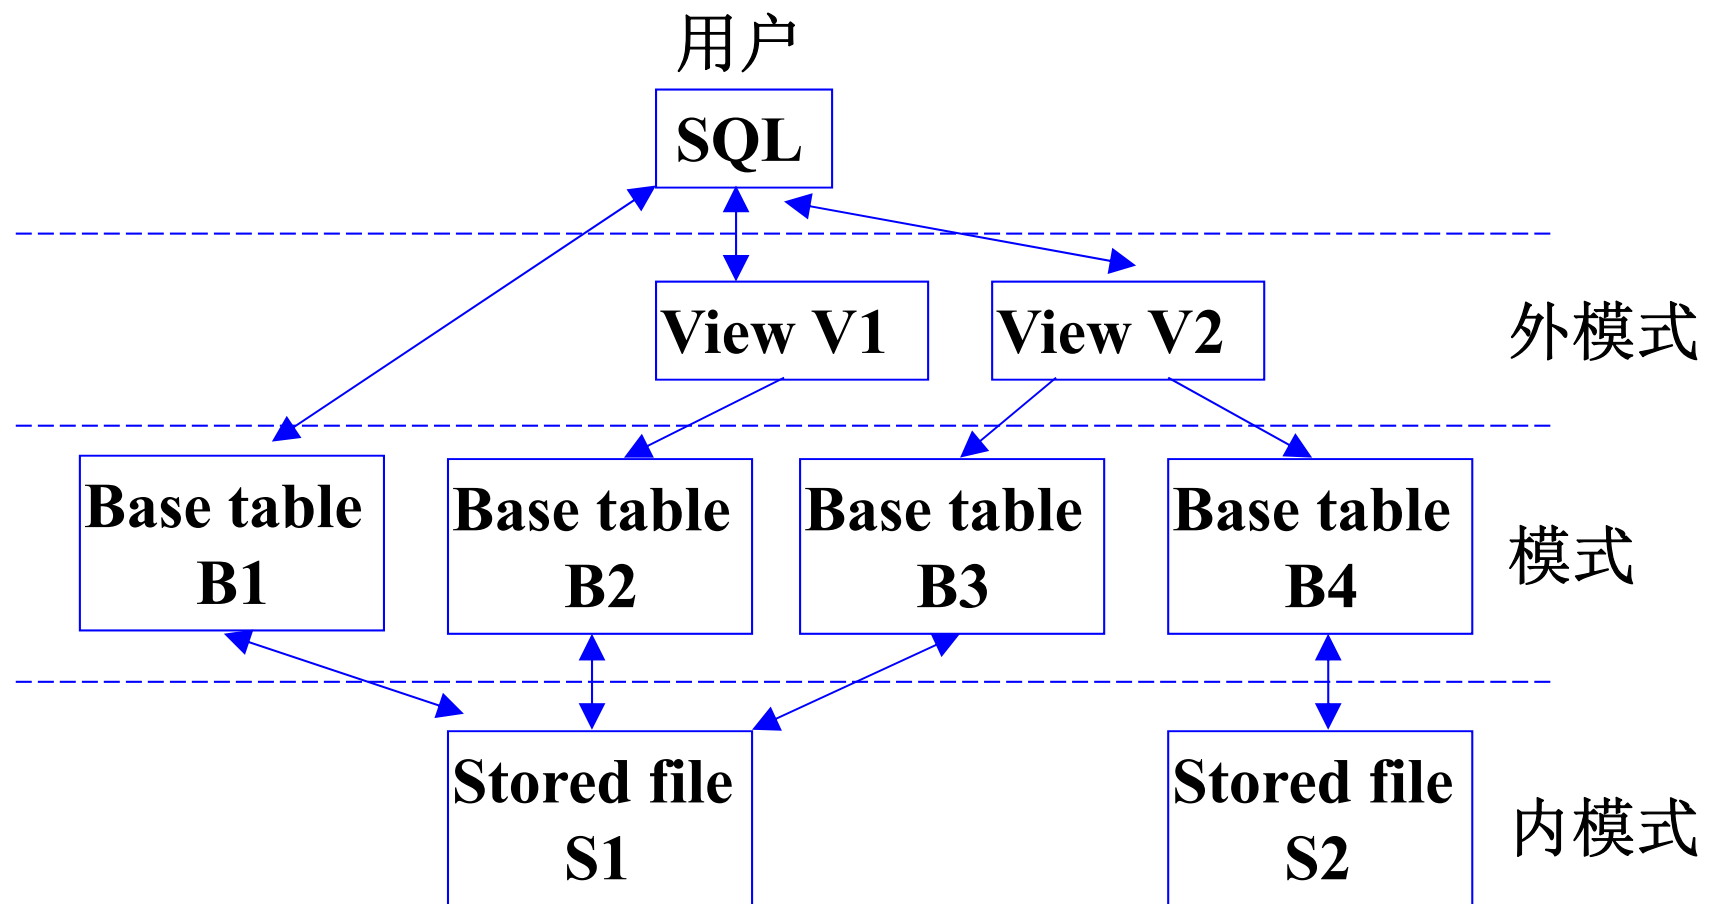 用户
SQL
View V1
View V2
外模式
Base table
B1
Base table
B2
Base table
B3
Base table
B4
模式
Stored file
S1
Stored file
S2
内模式